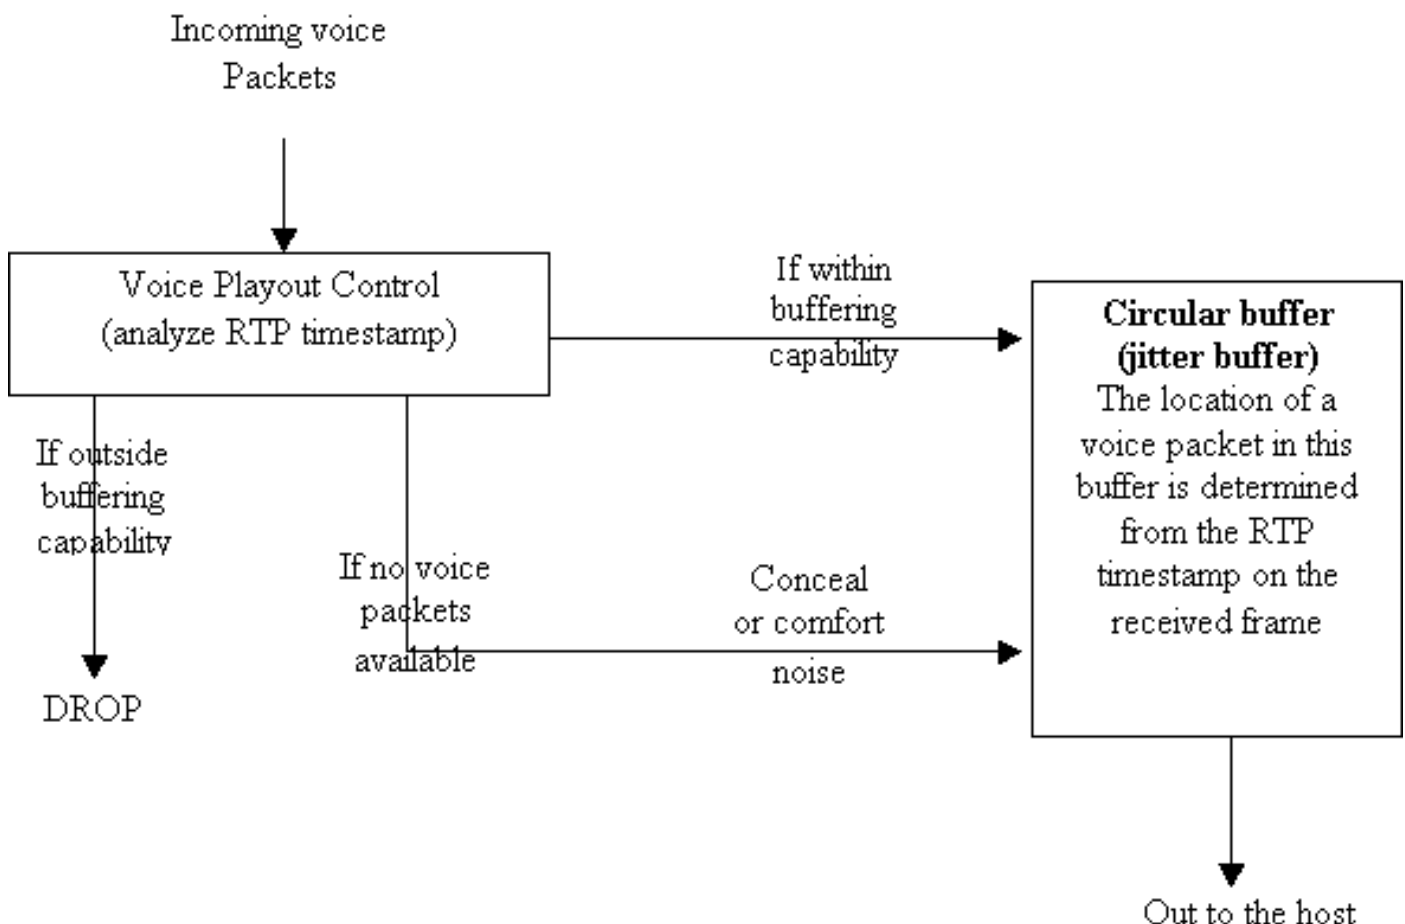 Incoming voice
Packets
Voice Playout Control
(analyze RTP timestamp)
If within
buffering
capability
Circular buffer
(jitter buffer)
The location of a
voice packet in this
buffer is determined
from the RTP
timestamp on the
received frame
If outside
buffering
capability
If no voice
packets
available
Conceal
or comfort
noise
DROP
Out to the host